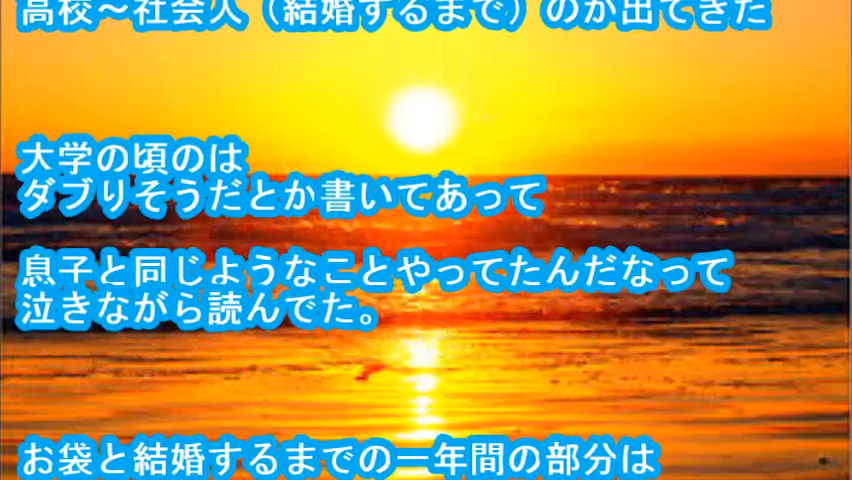 高校～社会人（結婚するまで）のが出てきた
大学の頃のは
ダブりそうだとか書いてあって
息子と同じようなことやってたんだなって
泣きながら読んでた。
お袋と結婚するまでの一年間の部分は